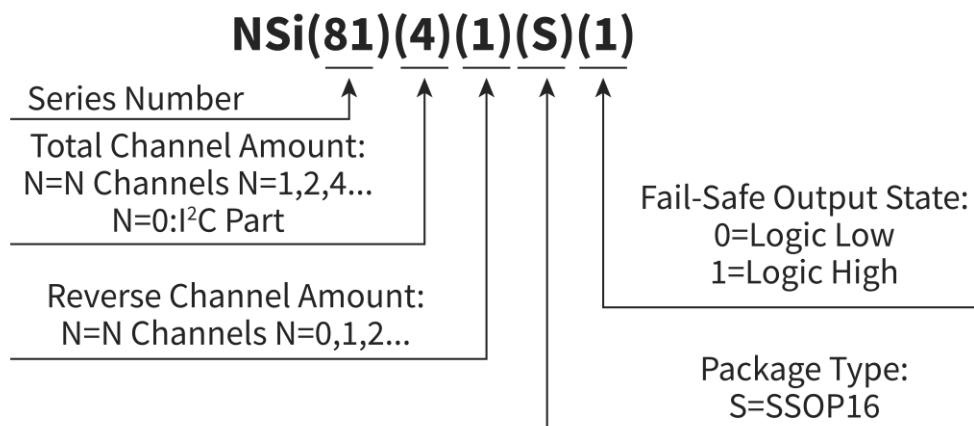 NSi(81)(4)(1)(S)(1)
Series Number
Total Channel Amount:
N=N Channels N=1,2,4...
N=0:I²C Part
Reverse Channel Amount:
N=N Channels N=0,1,2...
Fail-Safe Output State:
0=Logic Low
1=Logic High
Package Type:
S=SSOP16